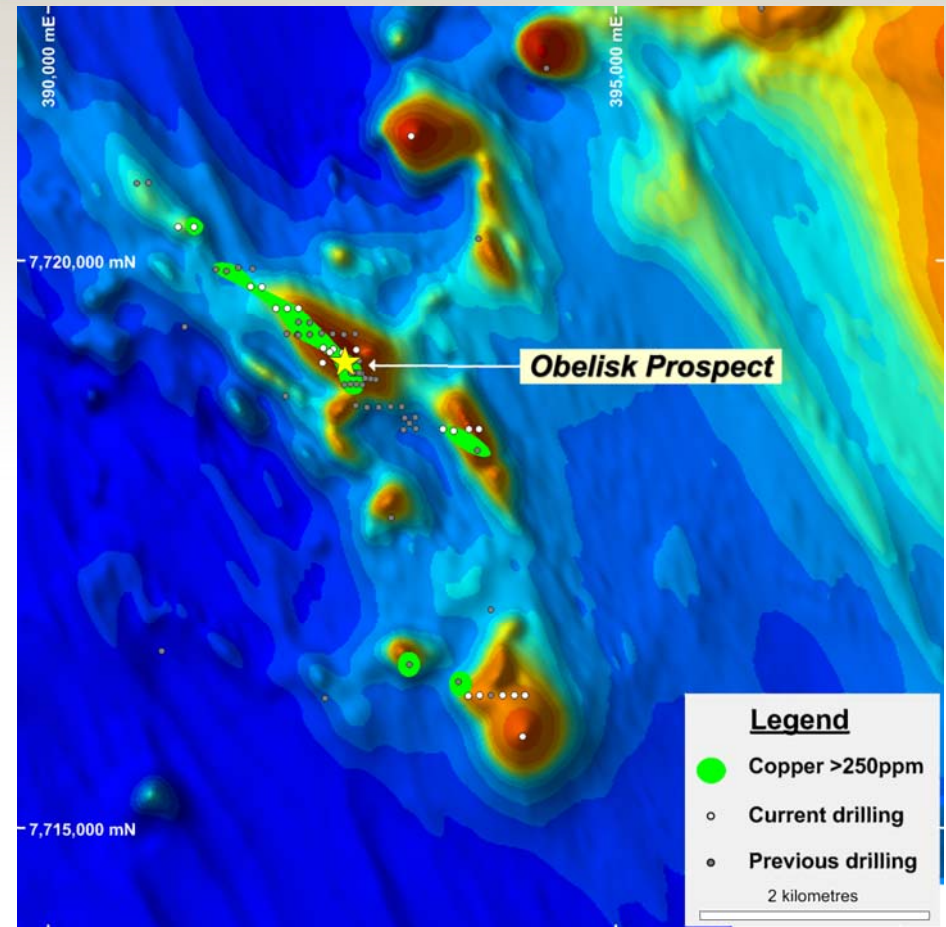 390,000 mE
395,000 mE
7,720,000 mN
Obelisk Prospect
7,715,000 mN
Legend
Copper >250ppm
Current drilling
Previous drilling
2 kilometres